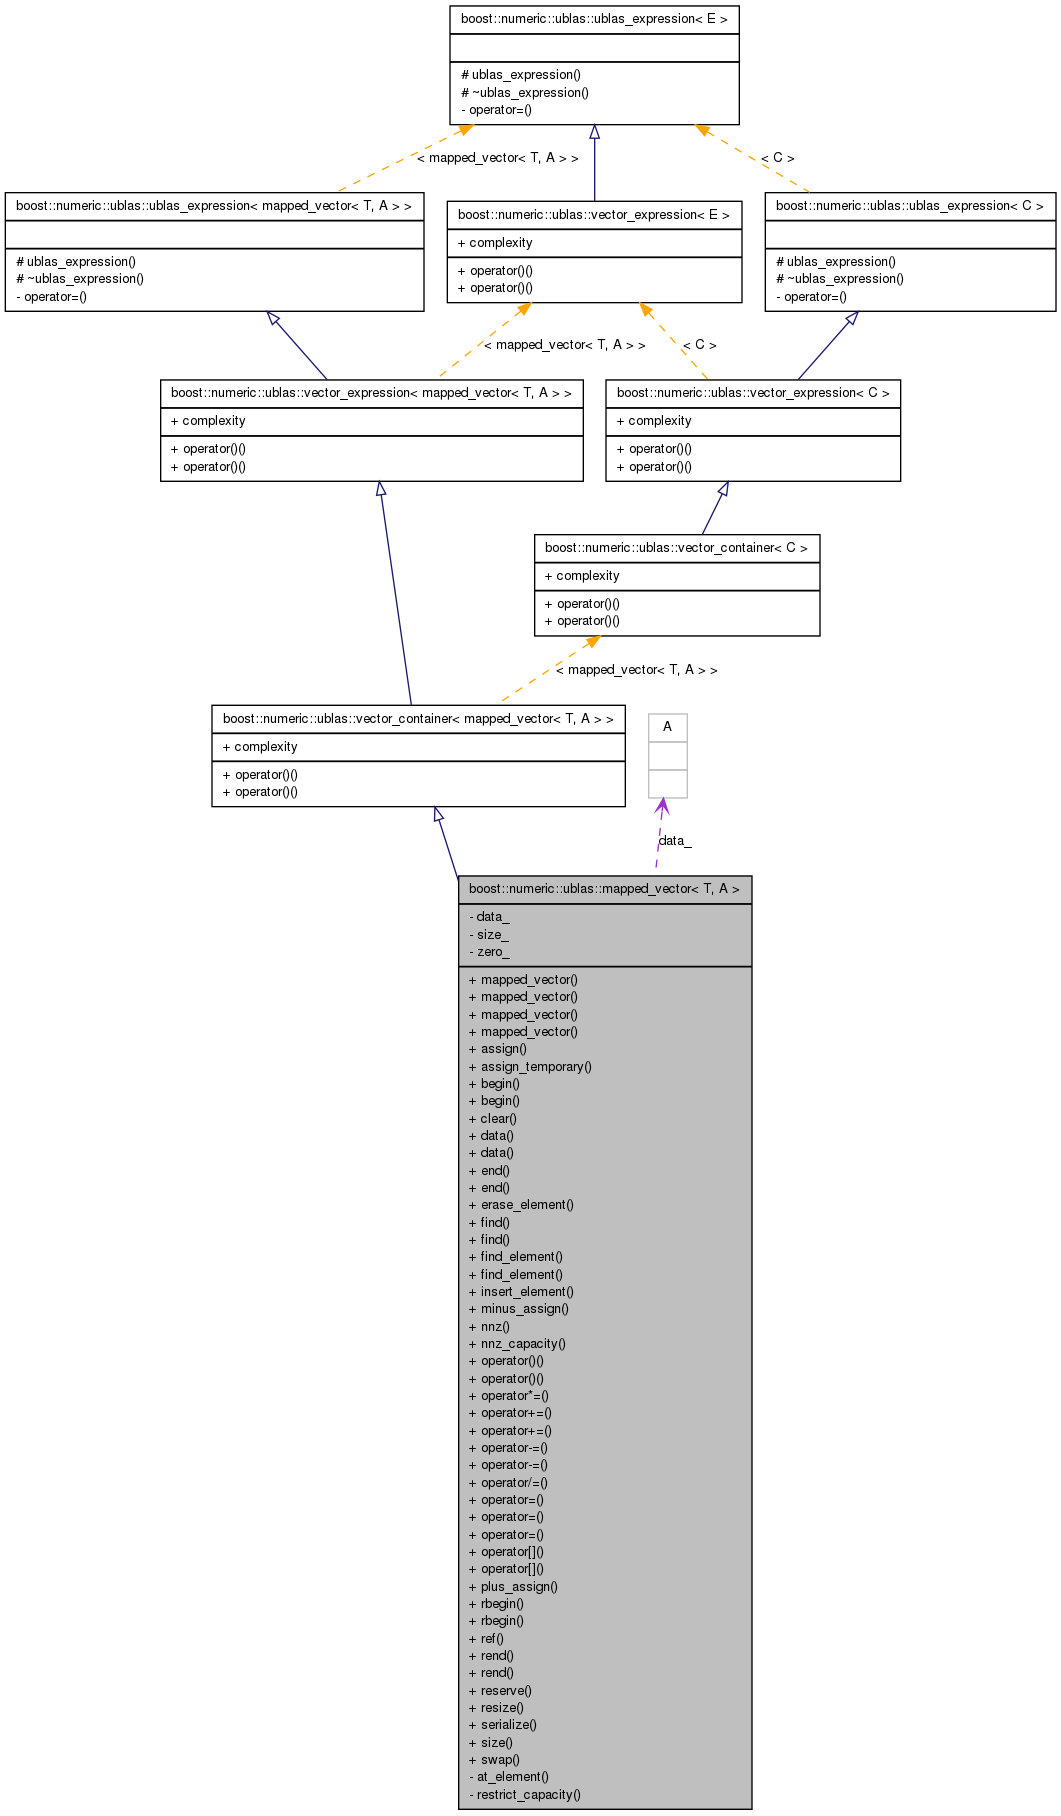 boost::numeric::ublas::ublas_expression< E >
# ublas_expression()
# ~ublas_expression()
- operator=()
< mapped_vector< T, A > >
< C >
boost::numeric::ublas::ublas_expression< mapped_vector< T, A > >
# ublas_expression()
# ~ublas_expression()
- operator=()
boost::numeric::ublas::vector_expression< E >
+ complexity
+ operator()()
+ operator()()
boost::numeric::ublas::ublas_expression< C >
# ublas_expression()
# ~ublas_expression()
- operator=()
< mapped_vector< T, A > >
< C >
boost::numeric::ublas::vector_expression< mapped_vector< T, A > >
+ complexity
+ operator()()
+ operator()()
boost::numeric::ublas::vector_expression< C >
+ complexity
+ operator()()
+ operator()()
boost::numeric::ublas::vector_container< C >
+ complexity
+ operator()()
+ operator()()
< mapped_vector< T, A > >
boost::numeric::ublas::vector_container< mapped_vector< T, A > >
+ complexity
+ operator()()
+ operator()()
A
data_
boost::numeric::ublas::mapped_vector< T, A >
- data_
- size_
- zero_
+ mapped_vector()
+ mapped_vector()
+ mapped_vector()
+ mapped_vector()
+ assign()
+ assign_temporary()
+ begin()
+ begin()
+ clear()
+ data()
+ data()
+ end()
+ end()
+ erase_element()
+ find()
+ find()
+ find_element()
+ find_element()
+ insert_element()
+ minus_assign()
+ nnz()
+ nnz_capacity()
+ operator()()
+ operator()()
+ operator*=()
+ operator+=()
+ operator+=()
+ operator-=()
+ operator-=()
+ operator/=()
+ operator=()
+ operator=()
+ operator=()
+ operator[]()
+ operator[]()
+ plus_assign()
+ rbegin()
+ rbegin()
+ ref()
+ rend()
+ rend()
+ reserve()
+ resize()
+ serialize()
+ size()
+ swap()
- at_element()
- restrict_capacity()